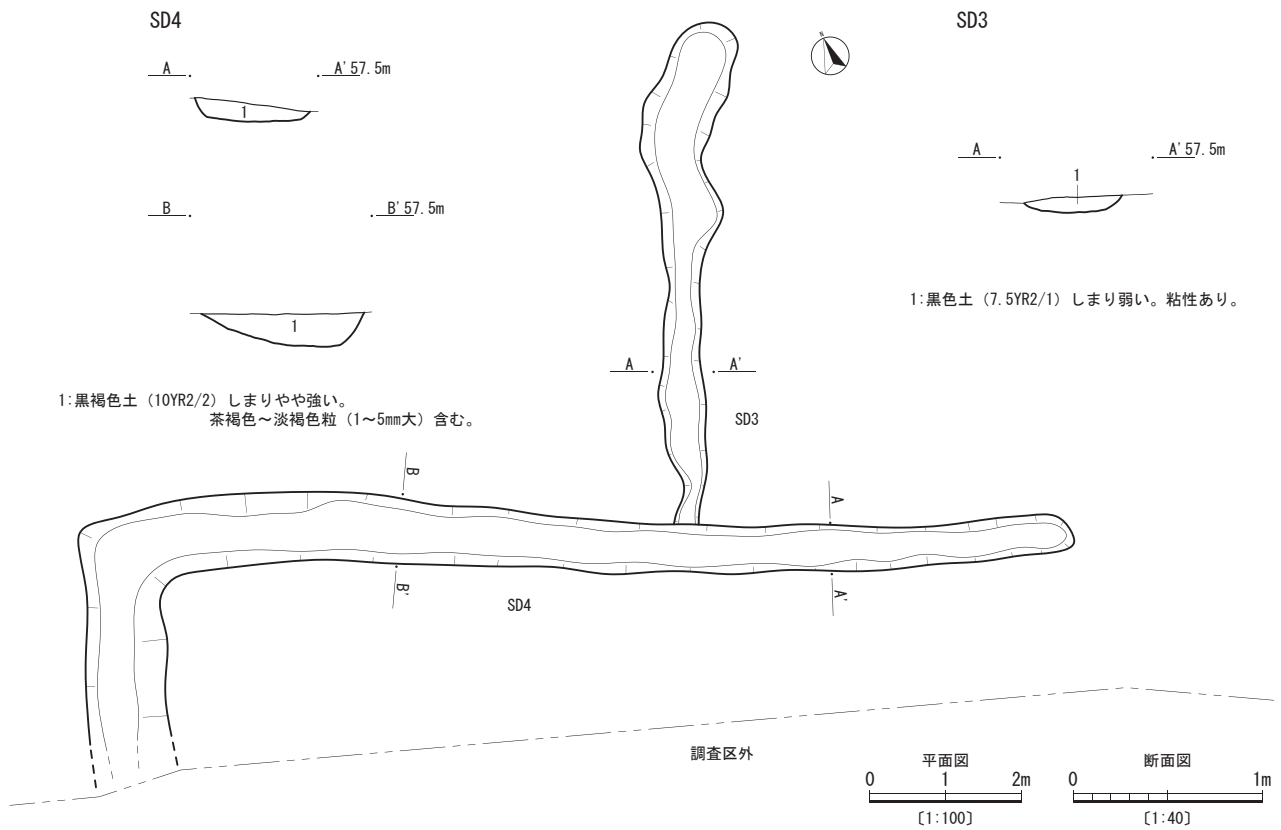 SD4
SD3
N
A A' 57.5m
1
B B' 57.5m
1
1：黒褐色土（10YR2/2）しまりやや強い。
茶褐色～淡褐色粒（1～5mm大）含む。
A A' 57.5m
1
1：黒色土（7.5YR2/1）しまり弱い。粘性あり。
A A'
SD3
B
A
B'
A'
SD4
調査区外
平面図
0 1 2m
〔1:100〕
断面図
0 1m
〔1:40〕